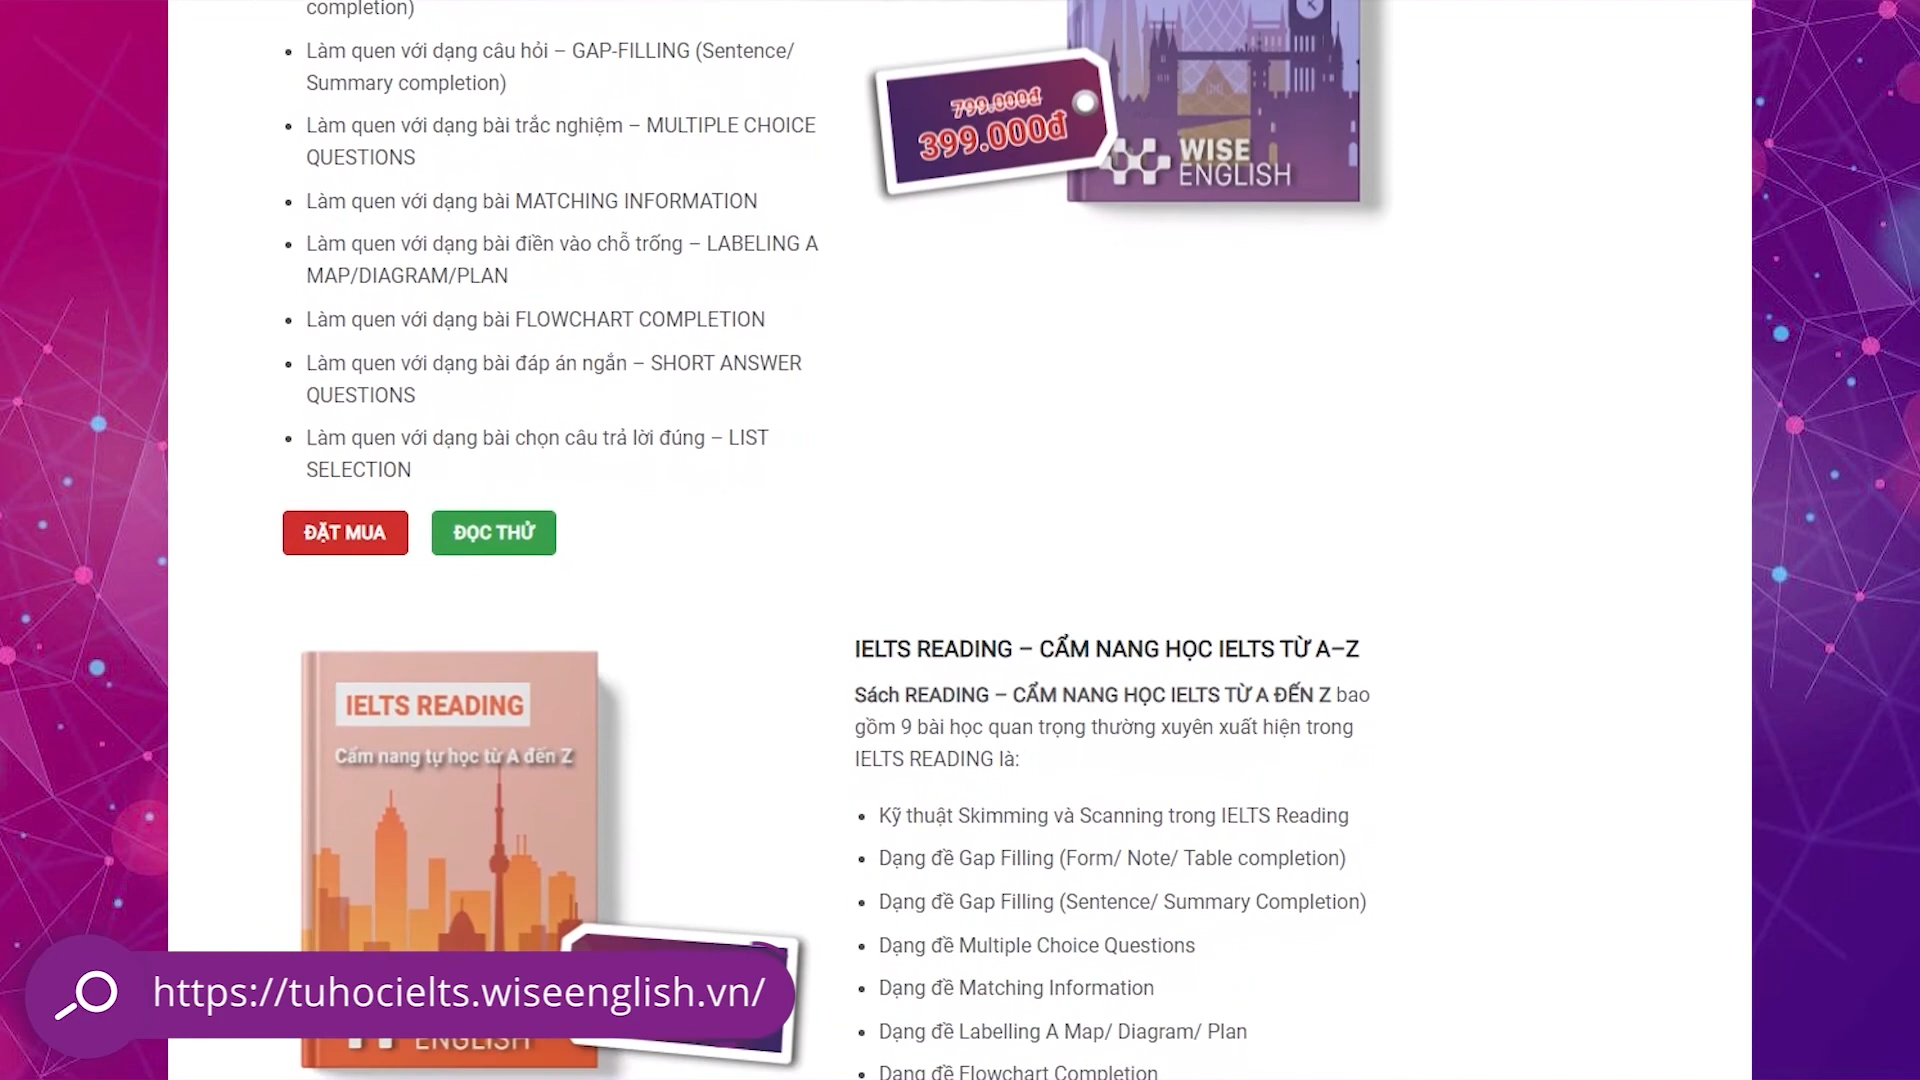 completion)
Làm quen với dạng câu hỏi – GAP-FILLING (Sentence/
Summary completion)
Làm quen với dạng bài trắc nghiệm – MULTIPLE CHOICE
QUESTIONS
Làm quen với dạng bài MATCHING INFORMATION
Làm quen với dạng bài điền vào chỗ trống – LABELING A
MAP/DIAGRAM/PLAN
Làm quen với dạng bài FLOWCHART COMPLETION
Làm quen với dạng bài đáp án ngắn – SHORT ANSWER
QUESTIONS
Làm quen với dạng bài chọn câu trả lời đúng – LIST
SELECTION
ĐẶT MUA
ĐỌC THỬ
799.000đ
399.000đ
WISE
ENGLISH
IELTS READING
Cẩm nang tự học từ A đến Z
ENGLISH
IELTS READING – CẨM NANG HỌC IELTS TỪ A–Z
Sách READING – CẨM NANG HỌC IELTS TỪ A ĐẾN Z bao
gồm 9 bài học quan trọng thường xuyên xuất hiện trong
IELTS READING là:
Kỹ thuật Skimming và Scanning trong IELTS Reading
Dạng đề Gap Filling (Form/ Note/ Table completion)
Dạng đề Gap Filling (Sentence/ Summary Completion)
Dạng đề Multiple Choice Questions
Dạng đề Matching Information
Dạng đề Labelling A Map/ Diagram/ Plan
Dạng đề Flowchart Completion
https://tuhocielts.wiseenglish.vn/